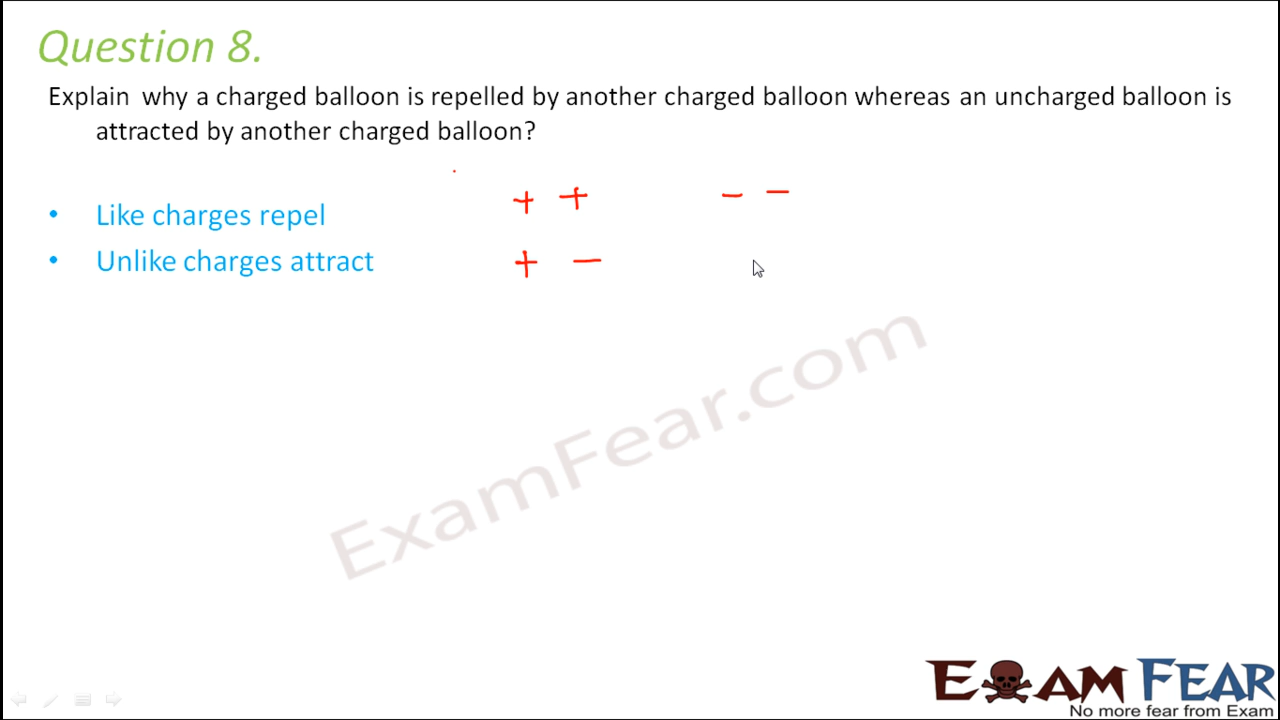 Question 8.
Explain why a charged balloon is repelled by another charged balloon whereas an uncharged balloon is
attracted by another charged balloon?
• Like charges repel + + − −
• Unlike charges attract + −
ExamFear.com
EXAM FEAR
No more fear from Exam